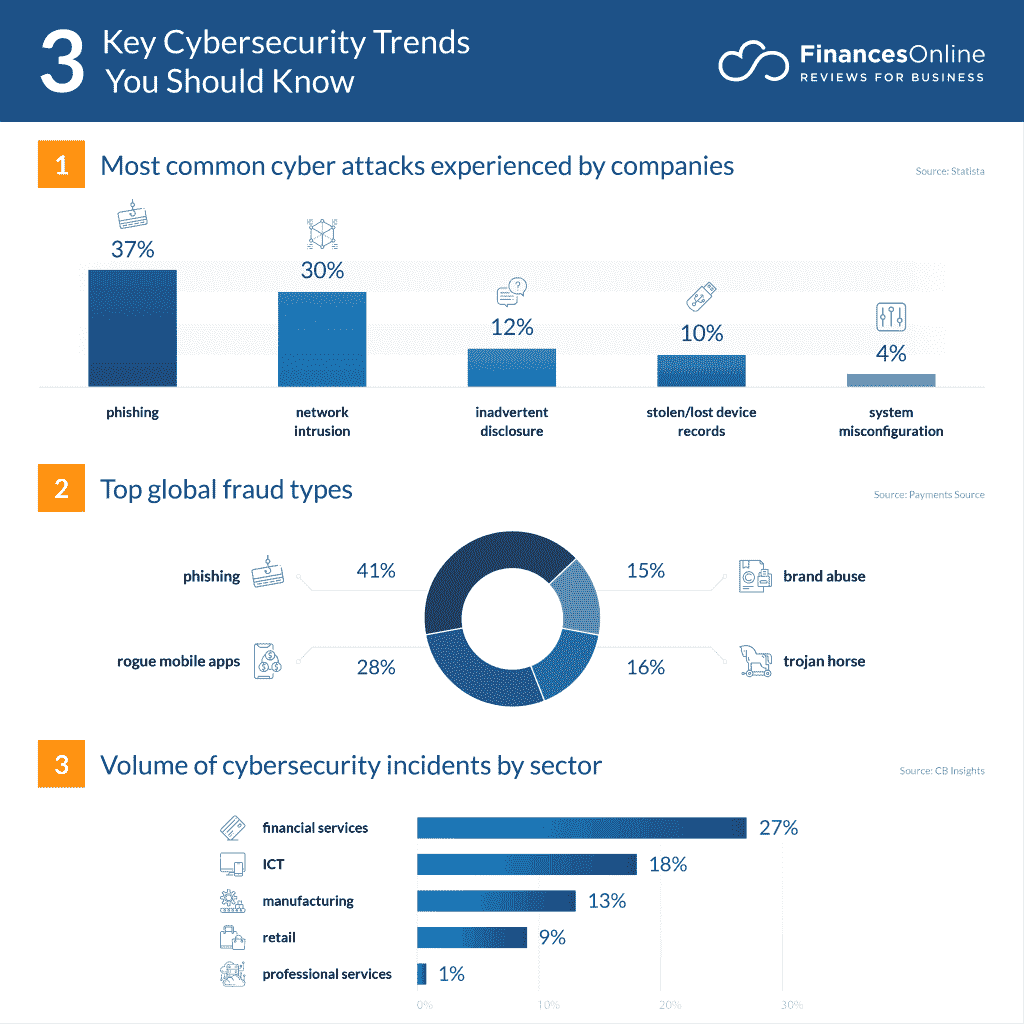 3
Key Cybersecurity Trends
You Should Know
FinancesOnline
REVIEWS FOR BUSINESS
1
Most common cyber attacks experienced by companies
Source: Statista
37%
30%
12%
10%
4%
phishing
network
intrusion
inadvertent
disclosure
stolen/lost device
records
system
misconfiguration
2
Top global fraud types
Source: Payments Source
phishing
41%
15%
brand abuse
rogue mobile apps
28%
16%
trojan horse
3
Volume of cybersecurity incidents by sector
Source: CB Insights
financial services
27%
ICT
18%
manufacturing
13%
retail
9%
professional services
1%
0%
10%
20%
30%